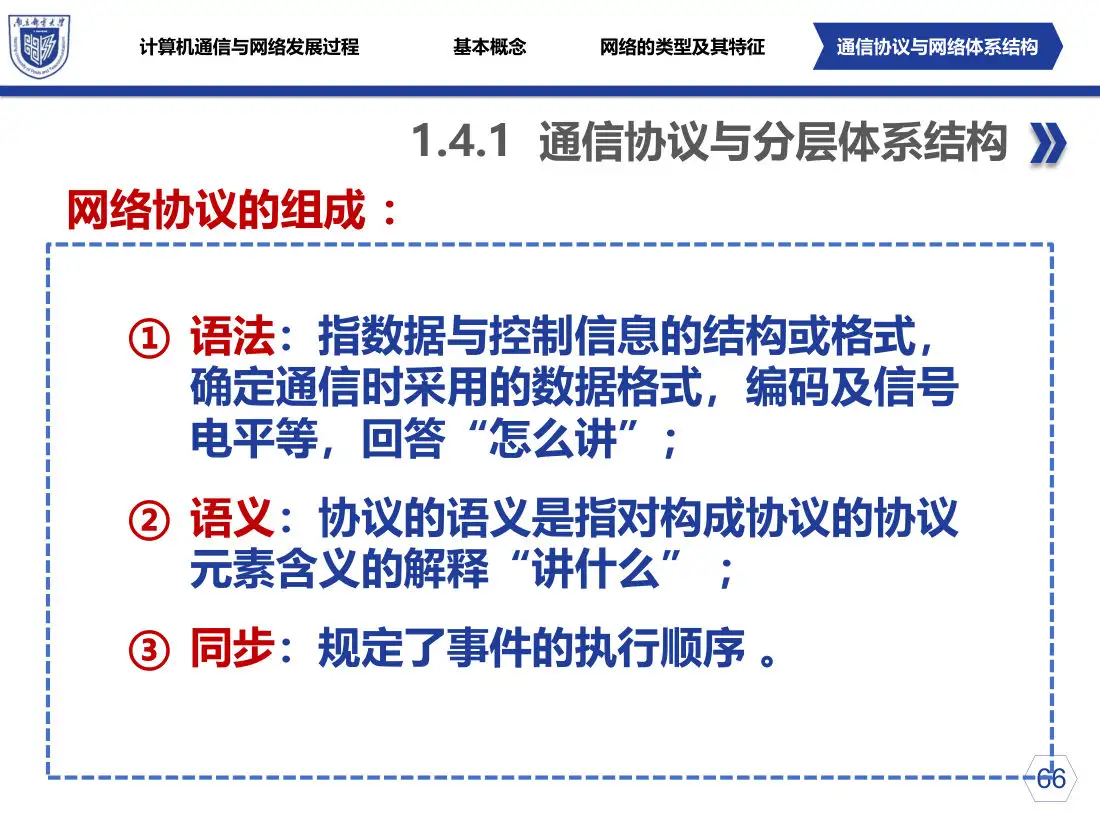 南京邮电大学
计算机通信与网络发展过程 基本概念 网络的类型及其特征 通信协议与网络体系结构
1.4.1 通信协议与分层体系结构
网络协议的组成：
① 语法：指数据与控制信息的结构或格式，
确定通信时采用的数据格式，编码及信号
电平等，回答“怎么讲”；
② 语义：协议的语义是指对构成协议的协议
元素含义的解释“讲什么” ；
③ 同步：规定了事件的执行顺序 。
66